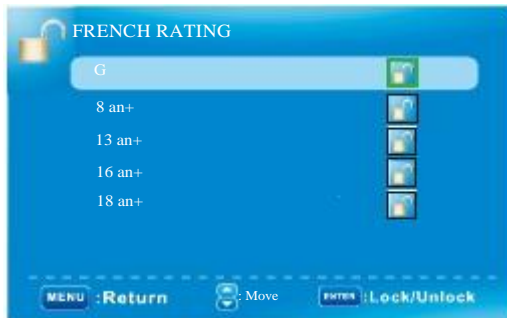 FRENCH RATING
G
8 an+
13 an+
16 an+
18 an+
MENU :Return : Move ENTER :Lock/Unlock